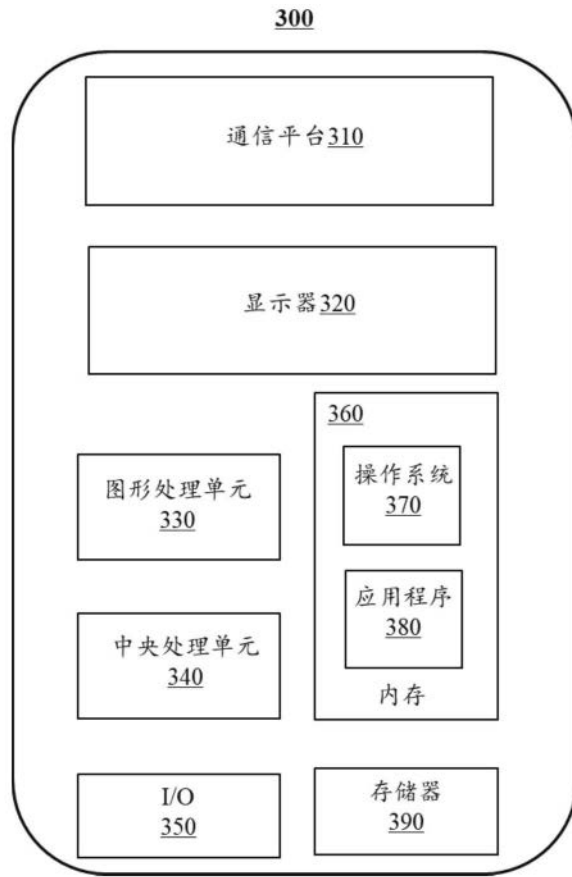 300
通信平台310
显示器320
360
操作系统
370
应用程序
380
内存
图形处理单元
330
中央处理单元
340
I/O
350
存储器
390